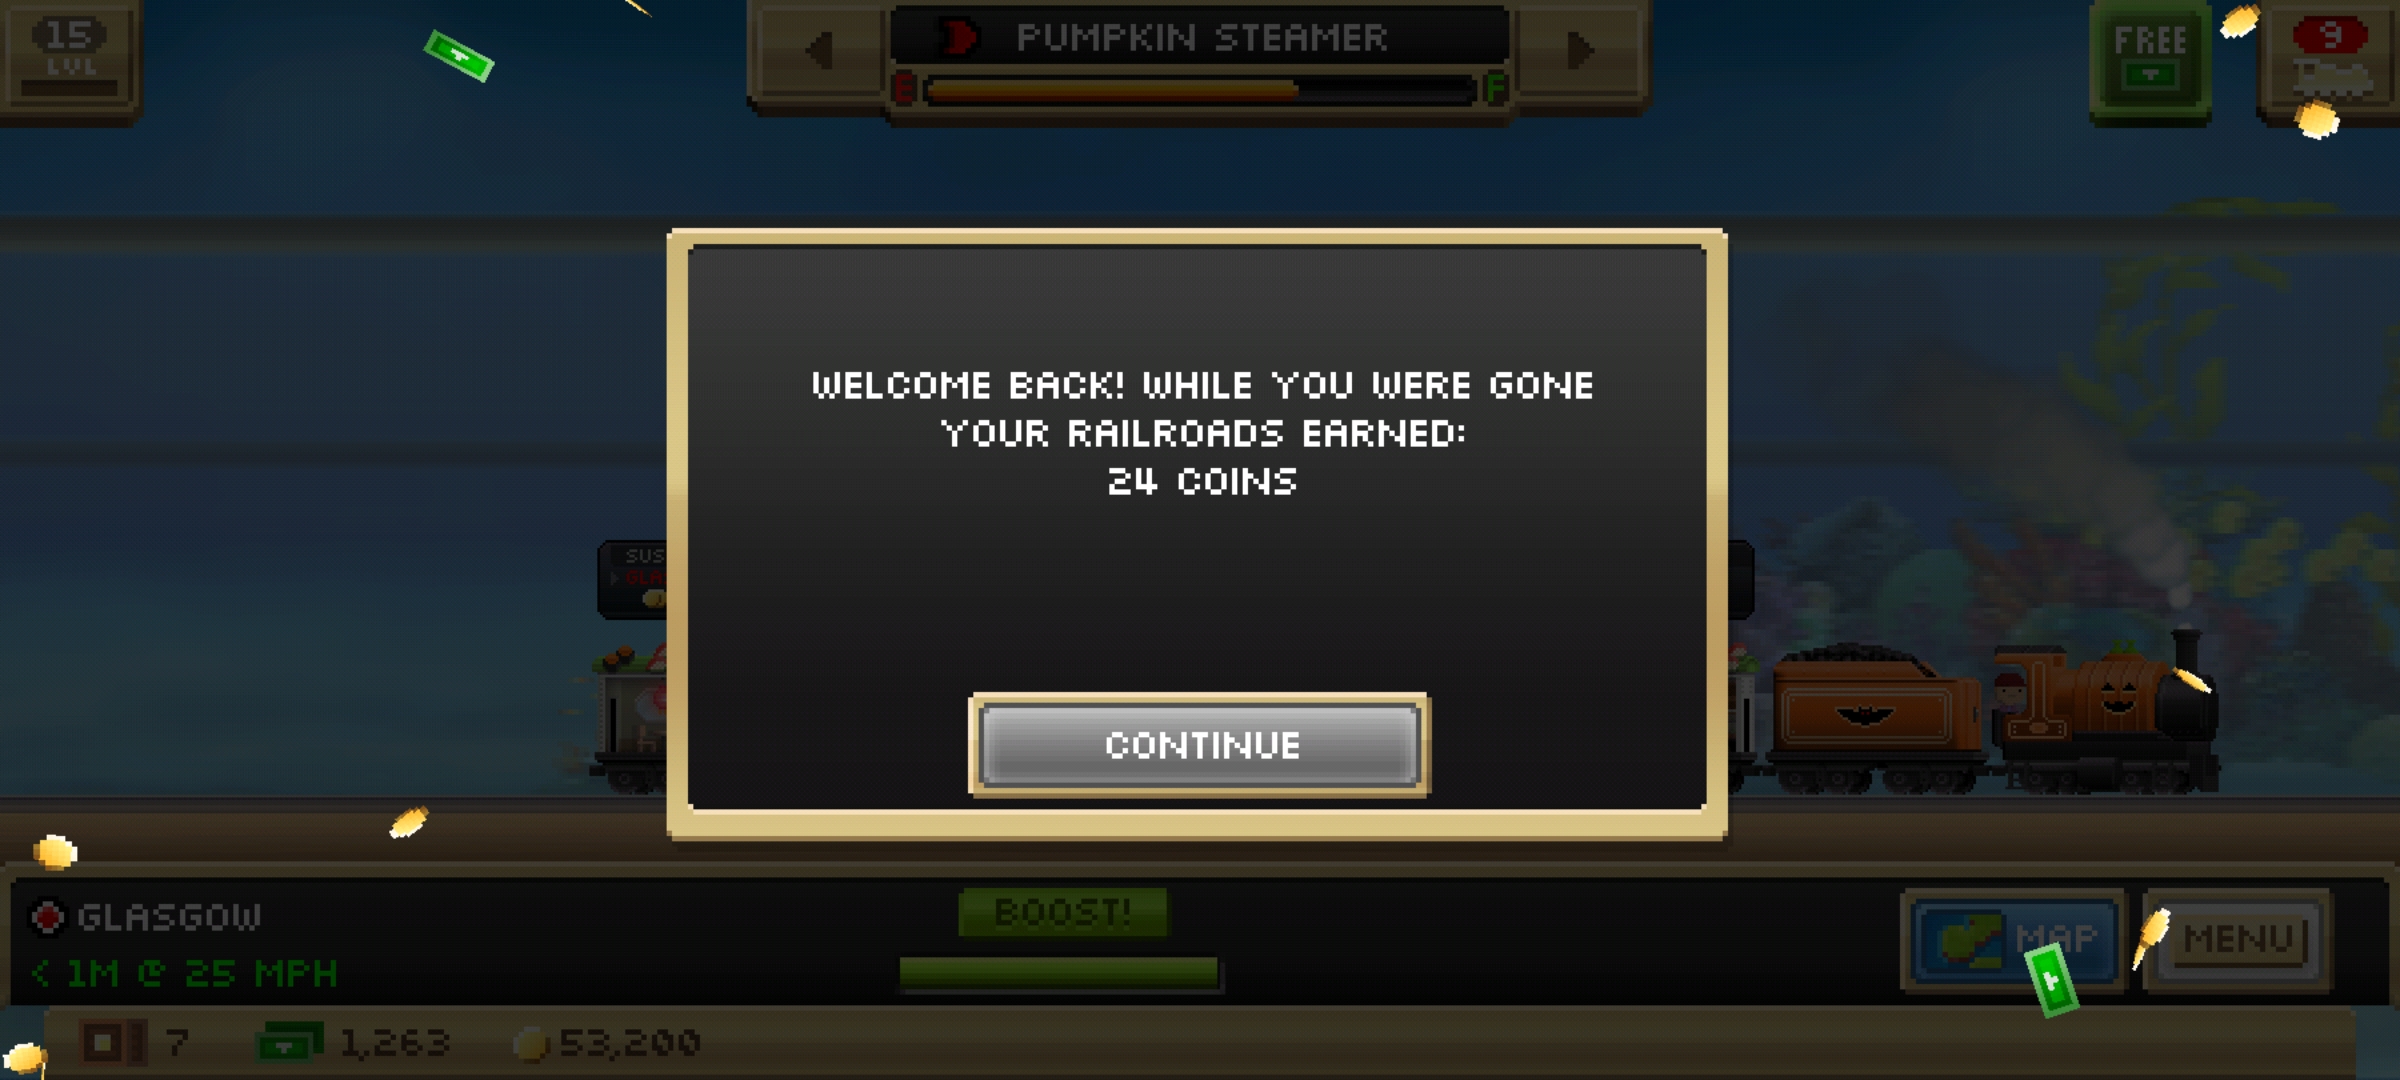 15
LVL
PUMPKIN STEAMER
E
F
FREE
9
WELCOME BACK! WHILE YOU WERE GONE
YOUR RAILROADS EARNED:
24 COINS
CONTINUE
GLASGOW
< 1M @ 25 MPH
BOOST!
MAP
MENU
7
1,263
53,200